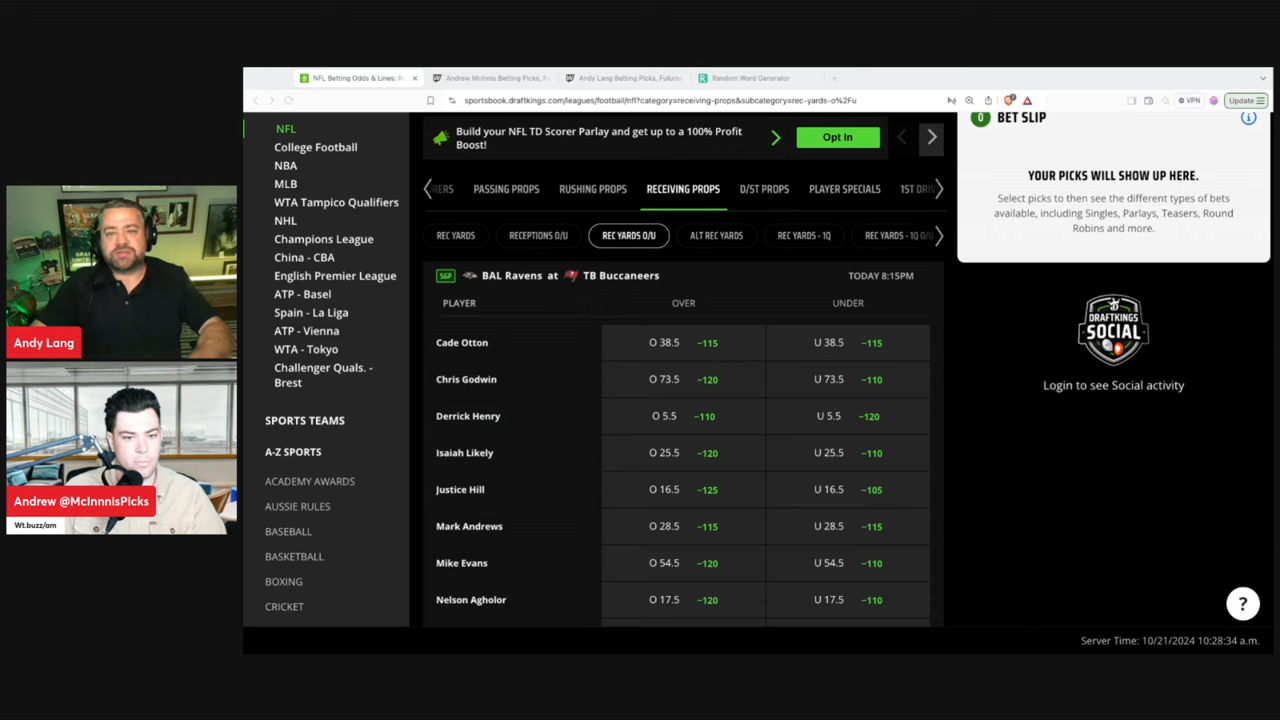 NFL Betting Odds & Lines: R
Andrew McInnis Betting Picks, F
Andy Lang Betting Picks, Future
Random Word Generator
sportsbook.draftkings.com/leagues/football/nfl?category=receiving-props&subcategory=rec-yards-o%2Fu
VPN
Update
NFL
College Football
NBA
MLB
WTA Tampico Qualifiers
NHL
Champions League
China - CBA
English Premier League
ATP - Basel
Spain - La Liga
ATP - Vienna
WTA - Tokyo
Challenger Quals. -
Brest
SPORTS TEAMS
A-Z SPORTS
ACADEMY AWARDS
AUSSIE RULES
BASEBALL
BASKETBALL
BOXING
CRICKET
Build your NFL TD Scorer Parlay and get up to a 100% Profit
Boost!
Opt In
ERS PASSING PROPS RUSHING PROPS RECEIVING PROPS D/ST PROPS PLAYER SPECIALS 1ST DRIV
REC YARDS RECEPTIONS O/U REC YARDS O/U ALT REC YARDS REC YARDS - 1Q REC YARDS - 1Q O/U
SGP BAL Ravens at TB Buccaneers TODAY 8:15PM
PLAYER OVER UNDER
Cade Otton O 38.5 −115 U 38.5 −115
Chris Godwin O 73.5 −120 U 73.5 −110
Derrick Henry O 5.5 −110 U 5.5 −120
Isaiah Likely O 25.5 −120 U 25.5 −110
Justice Hill O 16.5 −125 U 16.5 −105
Mark Andrews O 28.5 −115 U 28.5 −115
Mike Evans O 54.5 −120 U 54.5 −110
Nelson Agholor O 17.5 −120 U 17.5 −110
0 BET SLIP
YOUR PICKS WILL SHOW UP HERE.
Select picks to then see the different types of bets
available, including Singles, Parlays, Teasers, Round
Robins and more.
DRAFTKINGS
SOCIAL
Login to see Social activity
?
Server Time: 10/21/2024 10:28:34 a.m.
Andy Lang
Andrew @McInnnisPicks
Wt.buzz/am